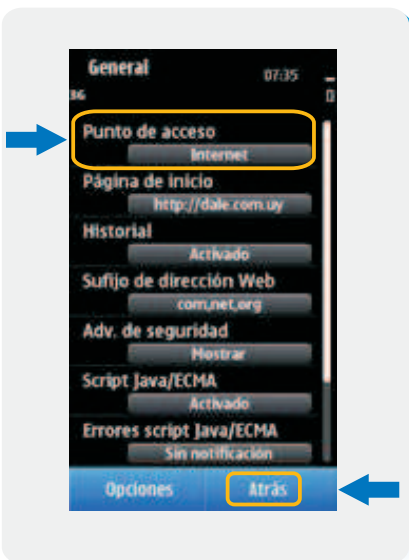 General
07:35
3G
Punto de acceso
Internet
Página de inicio
http://dale.com.uy
Historial
Activado
Sufijo de dirección Web
com,net,org
Adv. de seguridad
Mostrar
Script Java/ECMA
Activado
Errores script Java/ECMA
Sin notificación
Opciones
Atrás